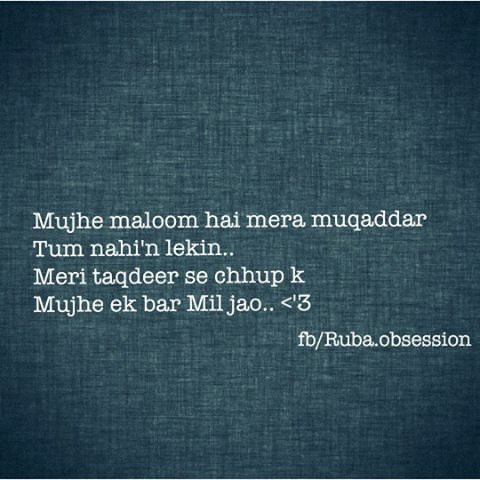 Mujhe maloom hai mera muqaddar
Tum nahi'n lekin..
Meri taqdeer se chhup k
Mujhe ek bar Mil jao.. <'3
fb/Ruba.obsession